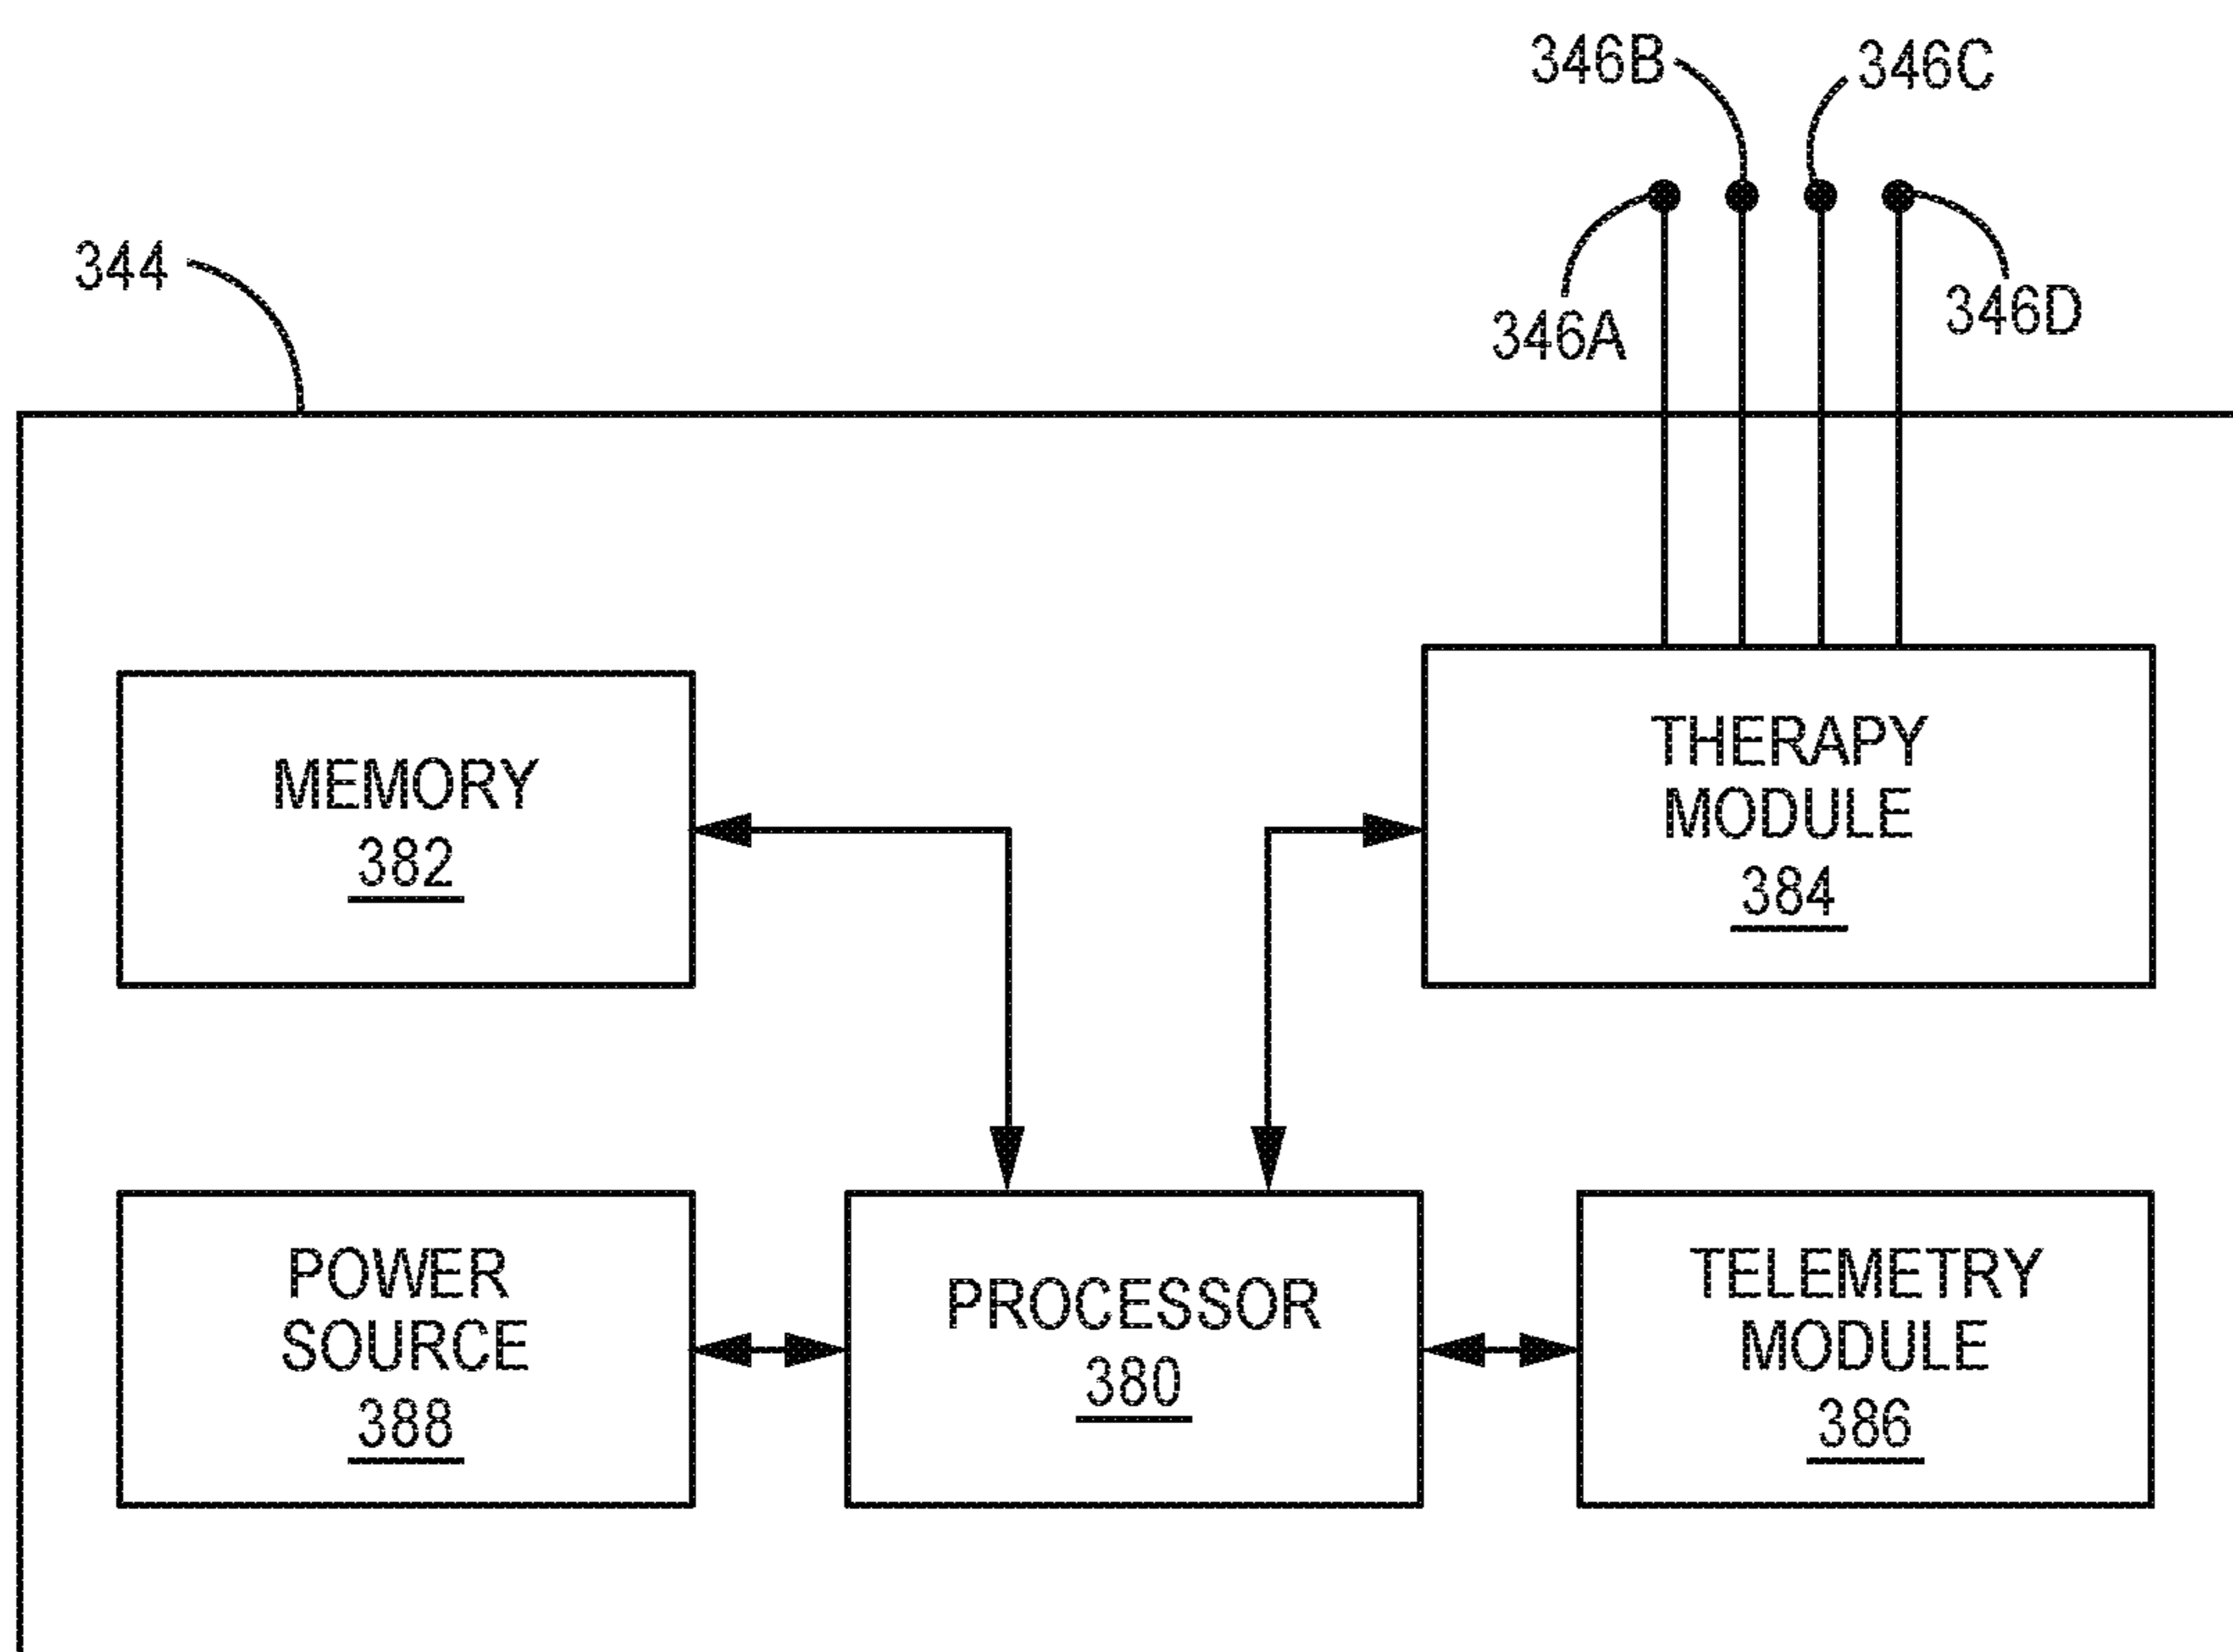 346B
346C
344
346A
346D
MEMORY
382
THERAPY
MODULE
384
POWER
SOURCE
388
PROCESSOR
380
TELEMETRY
MODULE
386